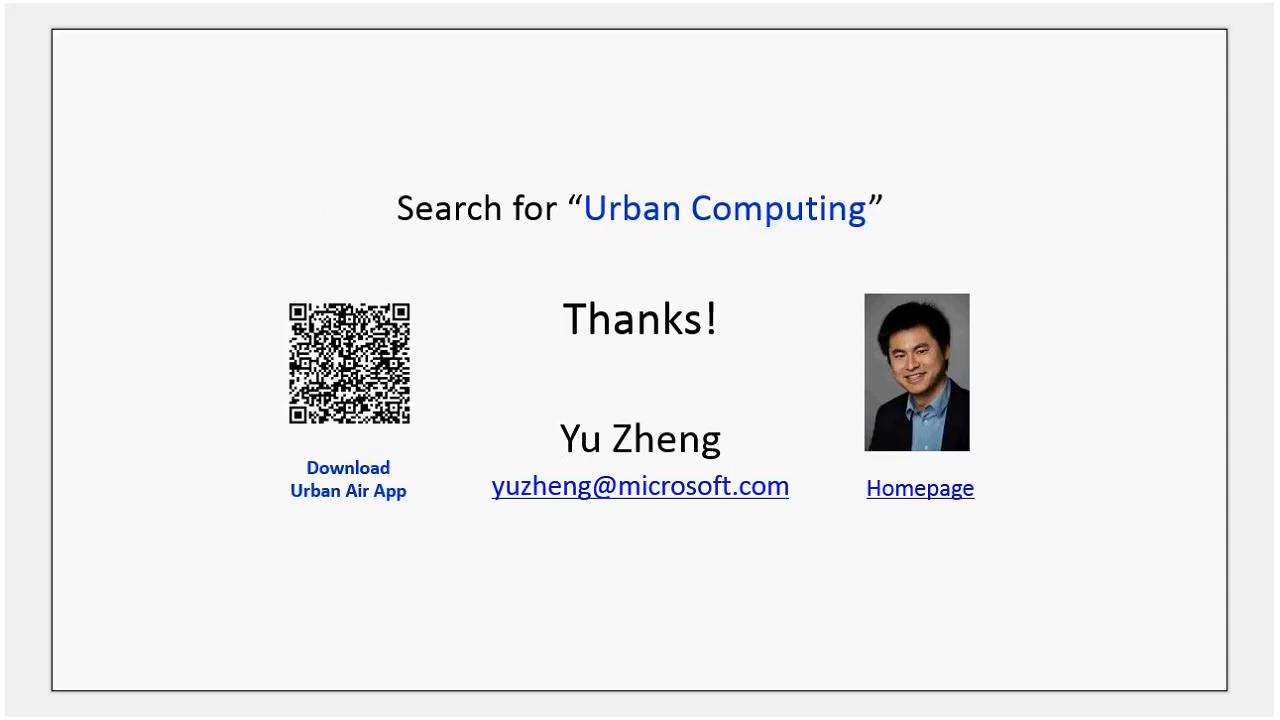 Search for “Urban Computing”
Thanks!
Yu Zheng
yuzheng@microsoft.com
Download
Urban Air App
Homepage